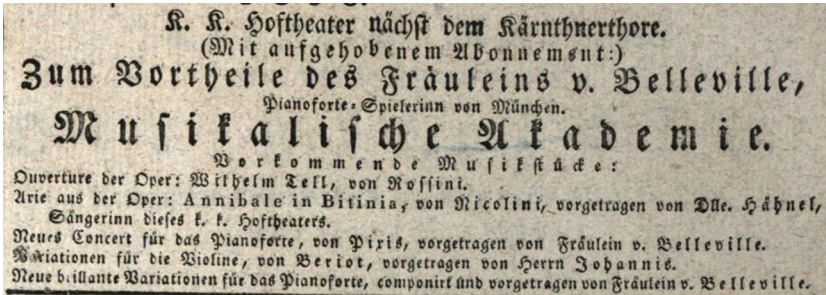 K. K. Hoftheater nächst dem Kärnthnerthore.
(Mit aufgehobenem Abonnement:)
Zum Vortheile des Fräuleins v. Belleville,
Pianoforte-Spielerinn von München.
Musikalische Akademie.
Vorkommende Musikstücke:
Ouverture der Oper: Wilhelm Tell, von Rossini.
Arie aus der Oper: Annibale in Bitinia, von Nicolini, vorgetragen von Dlle. Hähnel,
Sängerinn dieses k. k. Hoftheaters.
Neues Concert für das Pianoforte, von Pixis, vorgetragen von Fräulein v. Belleville.
Variationen für die Violine, von Beriot, vorgetragen von Herrn Johannis.
Neue brillante Variationen für das Pianoforte, componirt und vorgetragen von Fräulein v. Belleville.